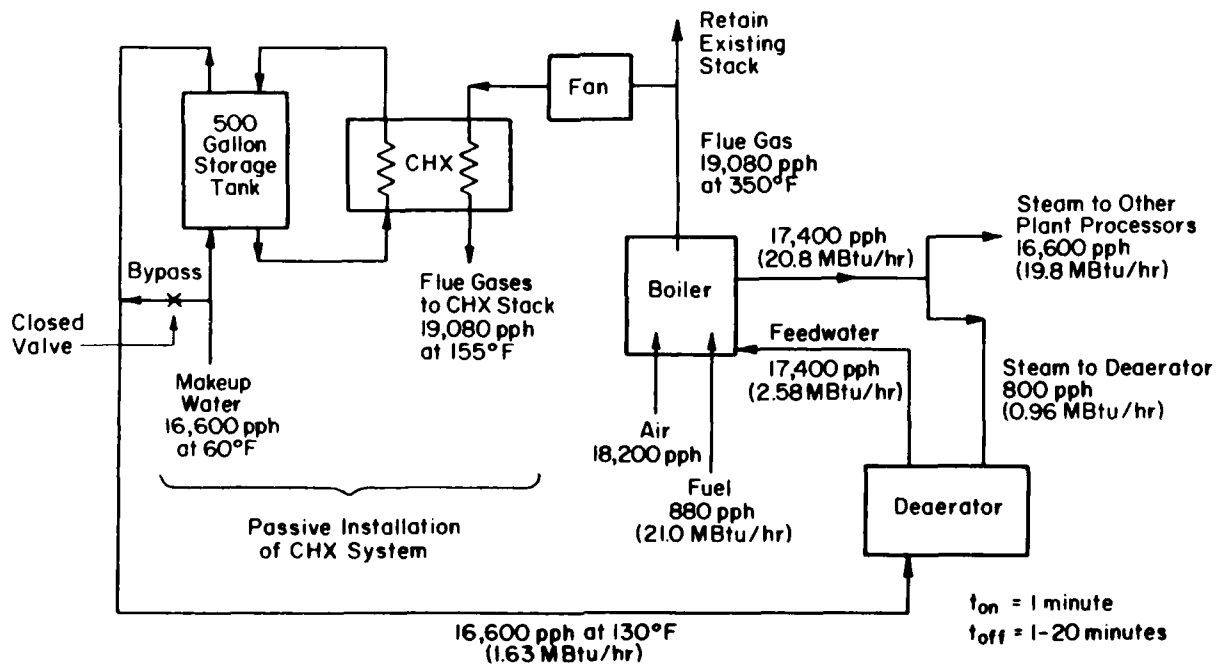 Retain
Existing
Stack
Fan
500
Gallon
Storage
Tank
CHX
Flue Gas
19,080 pph
at 350°F
Steam to Other
Plant Processors
16,600 pph
(19.8 MBtu/hr)
17,400 pph
(20.8 MBtu/hr)
Boiler
Bypass
Closed
Valve
Flue Gases
to CHX Stack
19,080 pph
at 155°F
Feedwater
17,400 pph
(2.58 MBtu/hr)
Steam to Deaerator
800 pph
(0.96 MBtu/hr)
Makeup
Water
16,600 pph
at 60°F
Air
18,200 pph
Fuel
880 pph
(21.0 MBtu/hr)
Deaerator
Passive Installation
of CHX System
16,600 pph at 130°F
(1.63 MBtu/hr)
ton = 1 minute
toff = 1-20 minutes